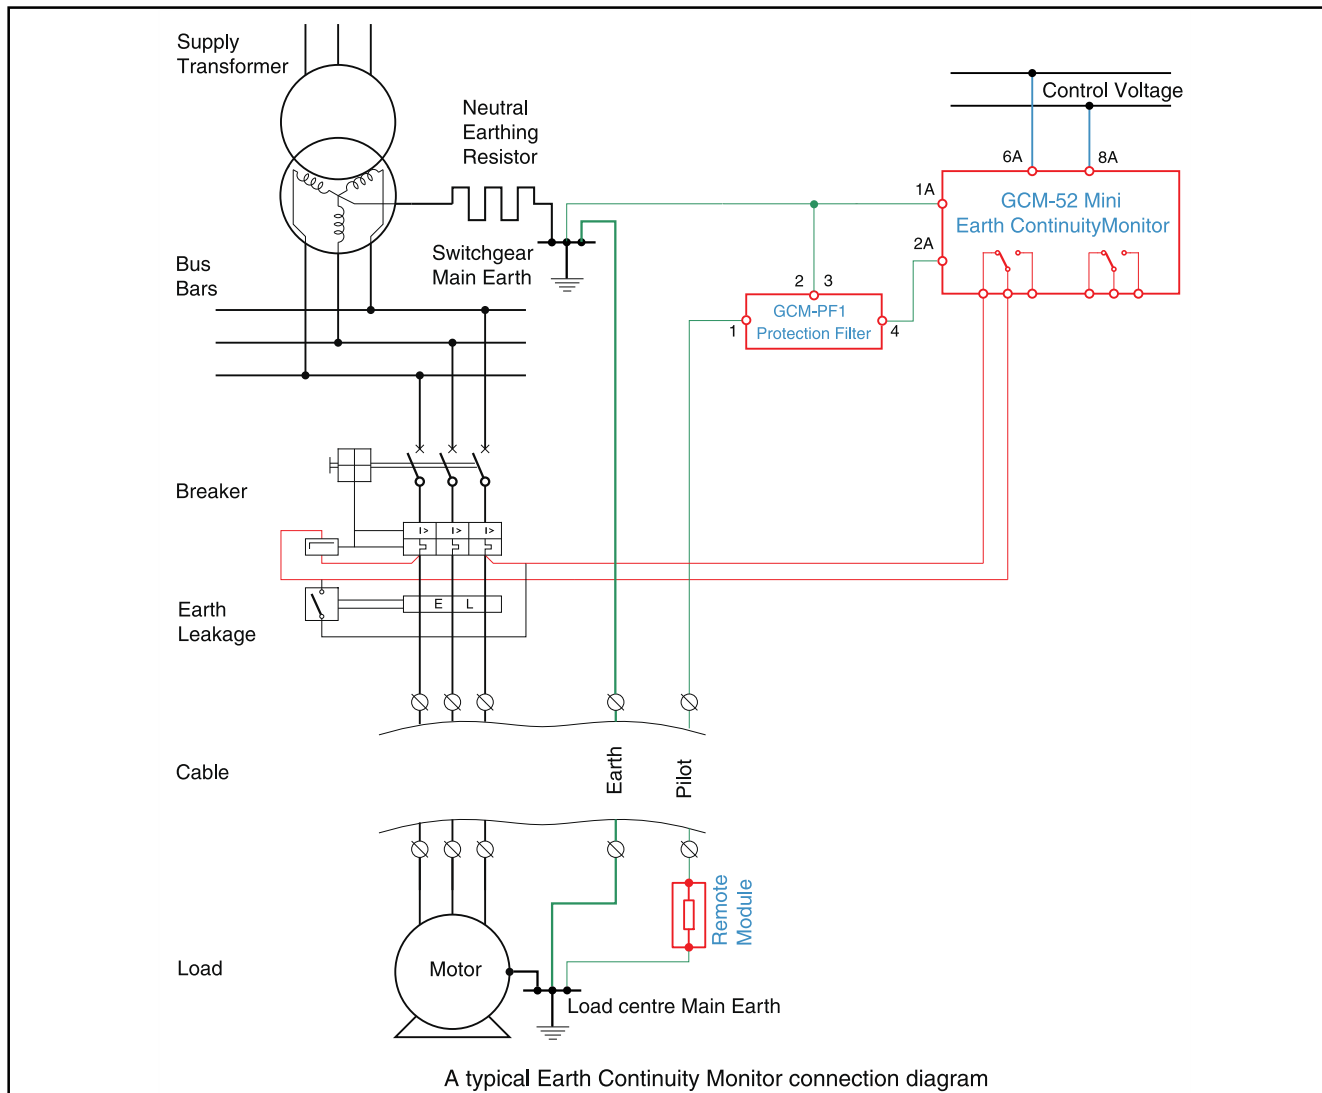 Supply
Transformer
Neutral
Earthing
Resistor
Control Voltage
6A
8A
1A
GCM-52 Mini
Earth ContinuityMonitor
2A
Switchgear
Main Earth
Bus
Bars
2
3
GCM-PF1
Protection Filter
1
4
Breaker
I >
I >
I >
Earth
Leakage
E
L
Cable
Earth
Pilot
Remote
Module
Load
Motor
Load centre Main Earth
A typical Earth Continuity Monitor connection diagram